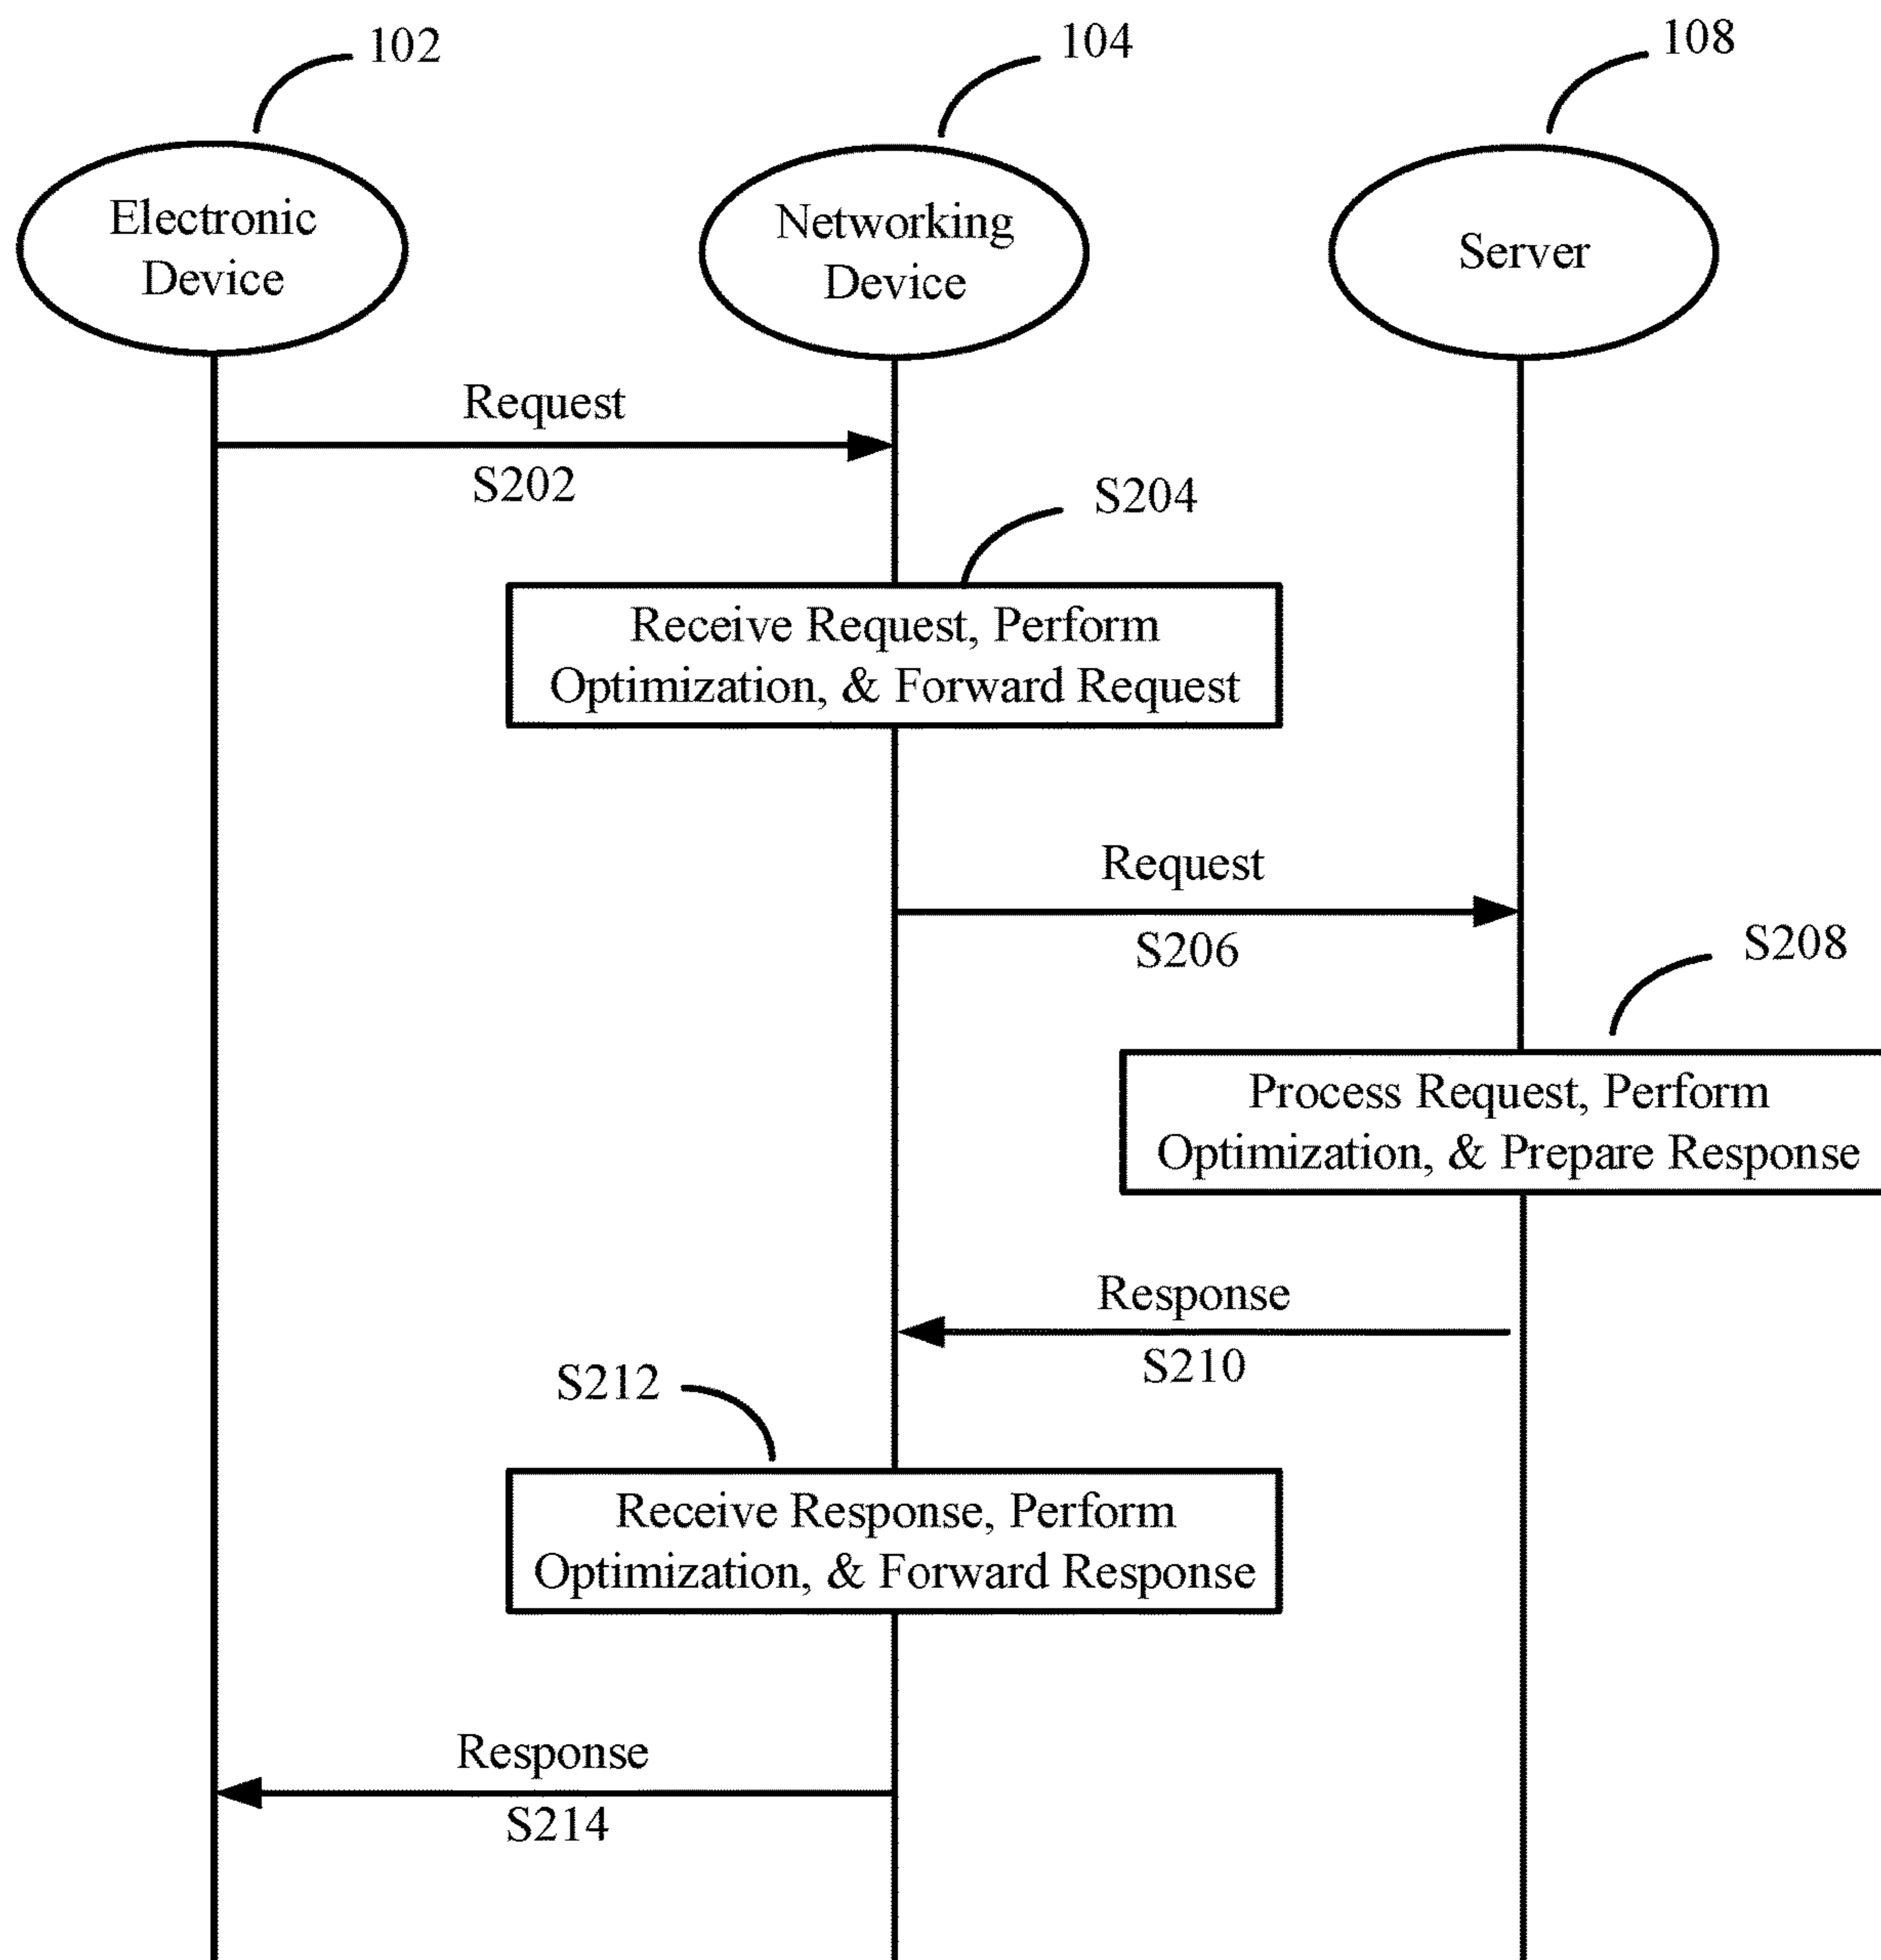 102
104
108
Electronic
Device
Networking
Device
Server
Request
S202
S204
Receive Request, Perform
Optimization, & Forward Request
Request
S206
S208
Process Request, Perform
Optimization, & Prepare Response
Response
S210
S212
Receive Response, Perform
Optimization, & Forward Response
Response
S214